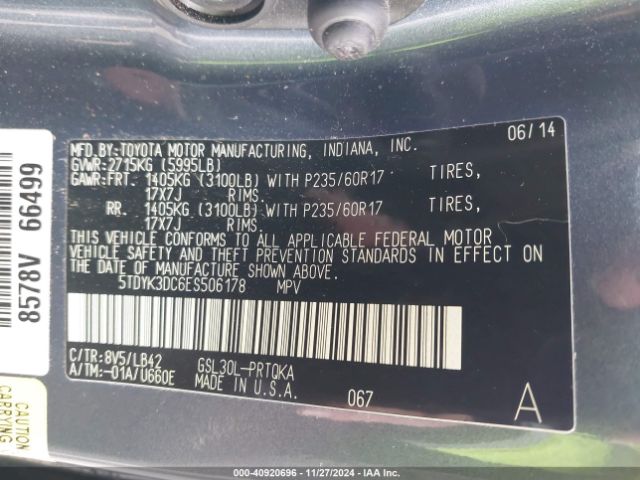 MFD.BY:TOYOTA MOTOR MANUFACTURING, INDIANA, INC. 06/14
GVWR:2715KG (5995LB)
GAWR:FRT. 1405KG (3100LB) WITH P235/60R17 TIRES,
17X7J RIMS
RR. 1405KG (3100LB) WITH P235/60R17 TIRES,
17X7J RIMS
THIS VEHICLE CONFORMS TO ALL APPLICABLE FEDERAL MOTOR
VEHICLE SAFETY AND THEFT PREVENTION STANDARDS IN EFFECT ON
THE DATE OF MANUFACTURE SHOWN ABOVE.
5TDYK3DC6ES506178 MPV
C/TR:8V5/LB42 GSL30L-PRTQKA
A/TM:-01A/U660E MADE IN U.S.A. 067 A
8578V 66499
CAUTION
CARRYING
000-40920696 - 11/27/2024 - IAA Inc.